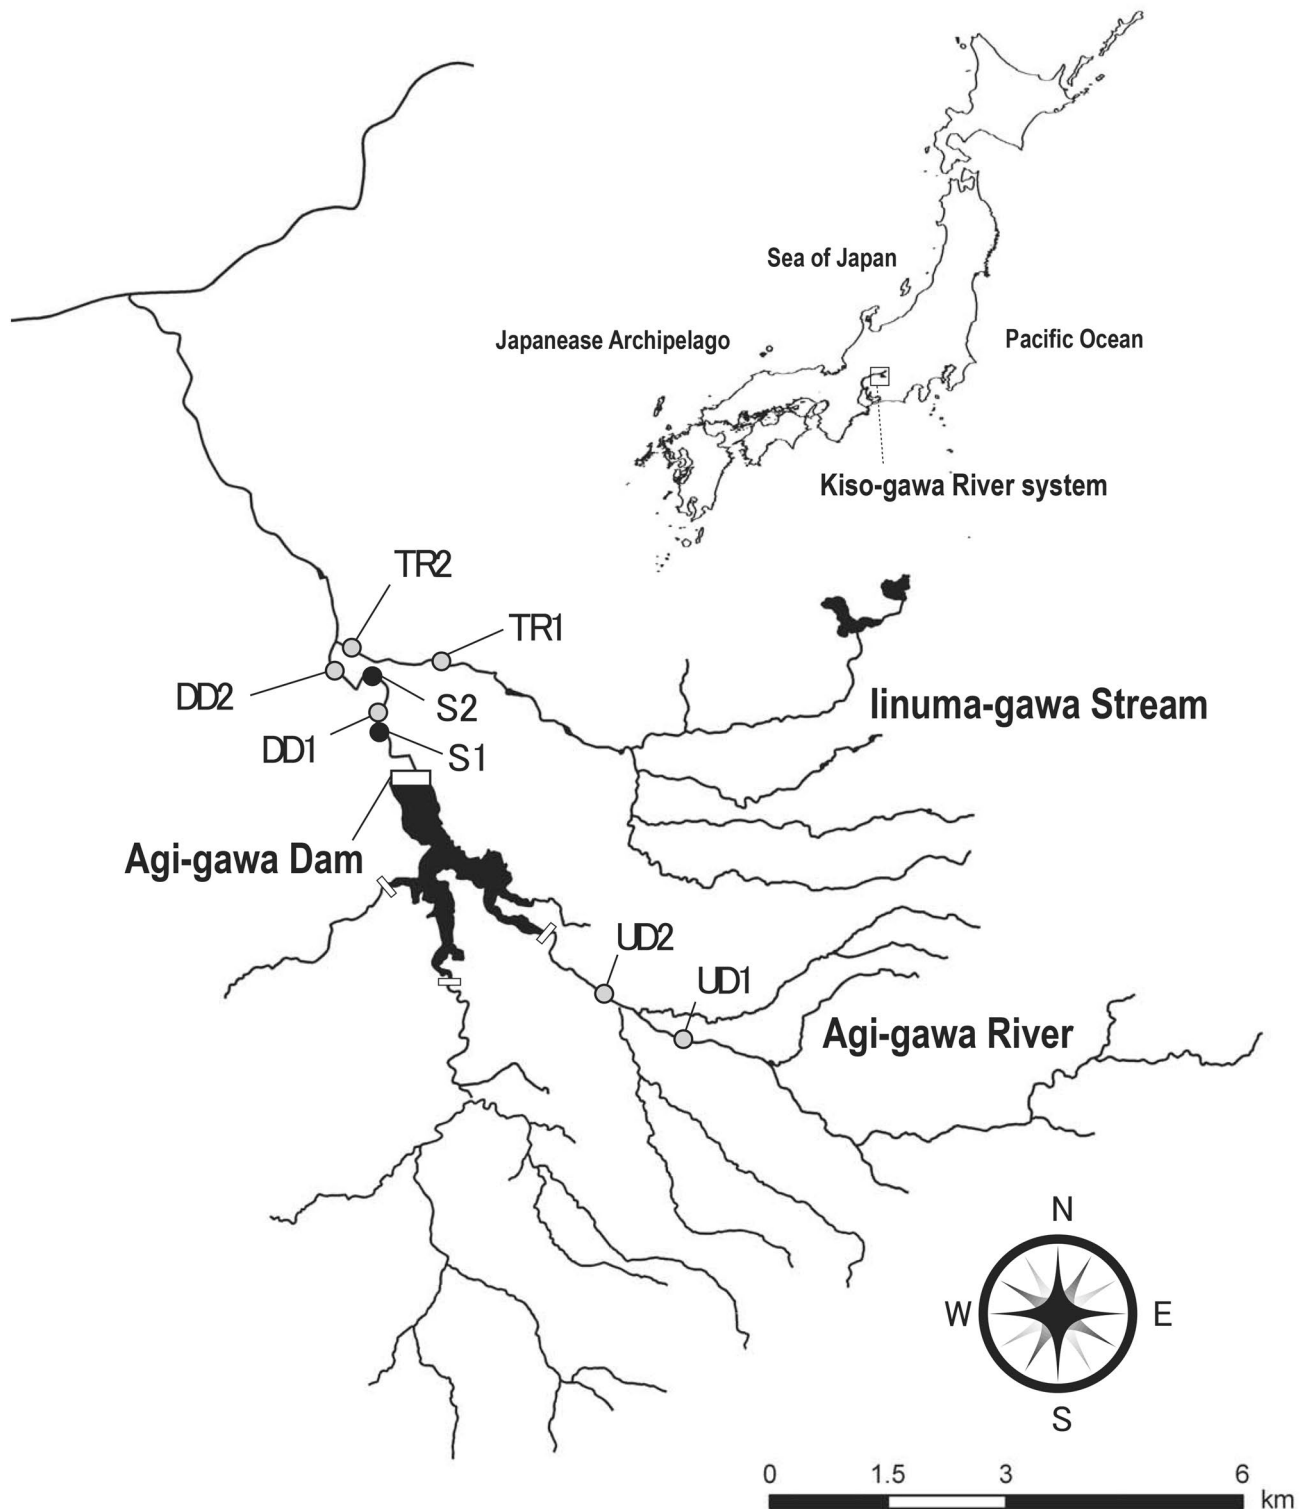 Sea of Japan
Japanease Archipelago
Pacific Ocean
Kiso-gawa River system
TR2
TR1
DD2
S2
Iinuma-gawa Stream
DD1
S1
Agi-gawa Dam
UD2
UD1
Agi-gawa River
N
W
E
S
0 1.5 3 6
km